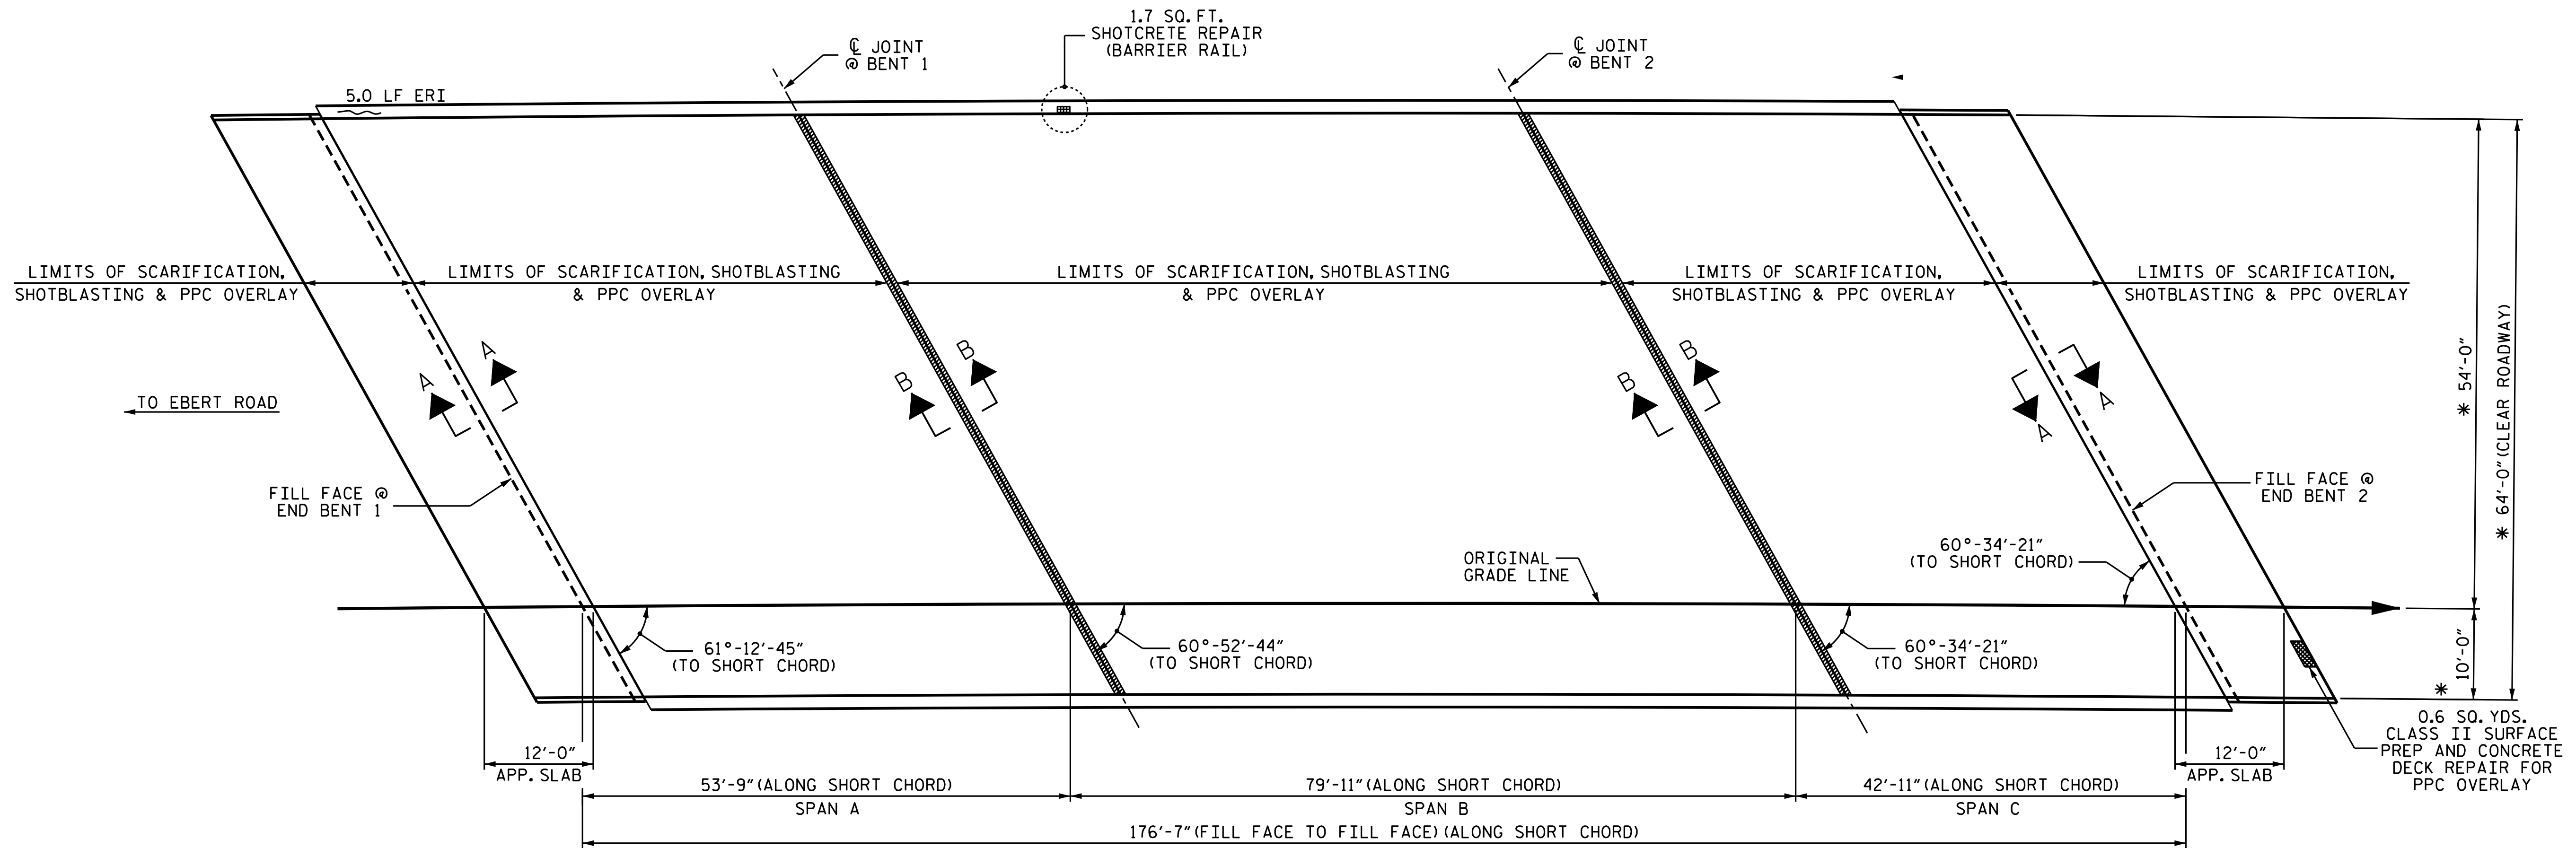 1.7 SQ. FT.
SHOTCRETE REPAIR
(BARRIER RAIL)
℄ JOINT
@ BENT 1
℄ JOINT
@ BENT 2
5.0 LF ERI
LIMITS OF SCARIFICATION,
SHOTBLASTING & PPC OVERLAY
LIMITS OF SCARIFICATION, SHOTBLASTING
& PPC OVERLAY
LIMITS OF SCARIFICATION, SHOTBLASTING
& PPC OVERLAY
LIMITS OF SCARIFICATION,
SHOTBLASTING & PPC OVERLAY
LIMITS OF SCARIFICATION,
SHOTBLASTING & PPC OVERLAY
A
A
B
B
B
B
A
A
TO EBERT ROAD
* 54'-0"
* 64'-0" (CLEAR ROADWAY)
FILL FACE @
END BENT 1
FILL FACE @
END BENT 2
ORIGINAL
GRADE LINE
60°-34'-21"
(TO SHORT CHORD)
61°-12'-45"
(TO SHORT CHORD)
60°-52'-44"
(TO SHORT CHORD)
60°-34'-21"
(TO SHORT CHORD)
* 10'-0"
0.6 SQ. YDS.
CLASS II SURFACE
PREP AND CONCRETE
DECK REPAIR FOR
PPC OVERLAY
12'-0"
APP. SLAB
12'-0"
APP. SLAB
53'-9" (ALONG SHORT CHORD)
SPAN A
79'-11" (ALONG SHORT CHORD)
SPAN B
42'-11" (ALONG SHORT CHORD)
SPAN C
176'-7" (FILL FACE TO FILL FACE) (ALONG SHORT CHORD)